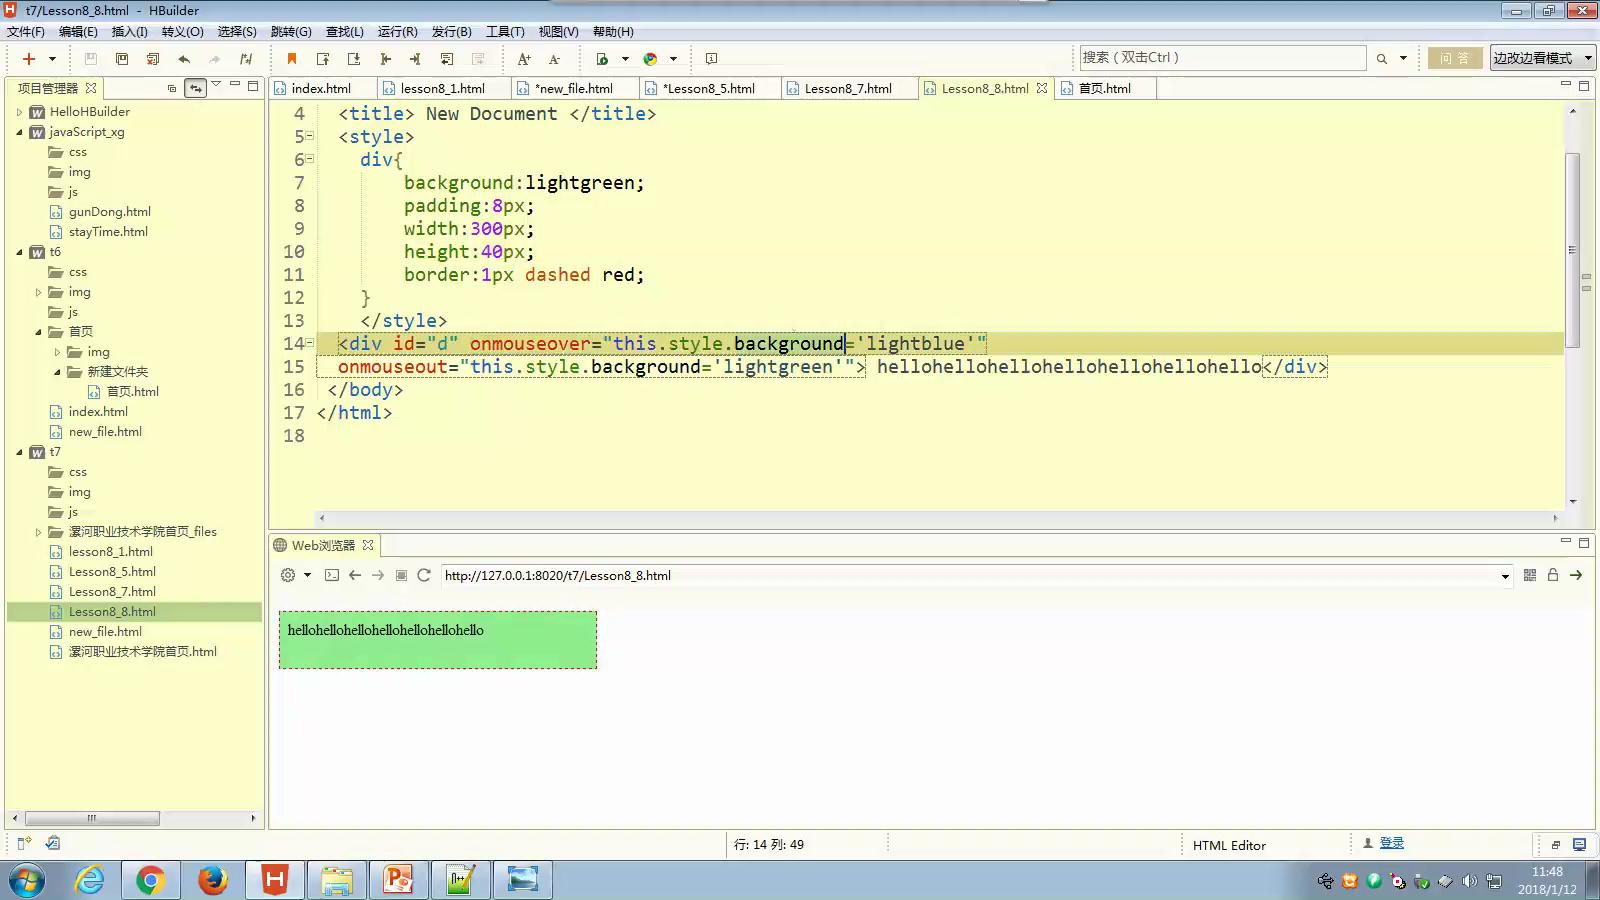 t7/Lesson8_8.html - HBuilder
文件(F) 编辑(E) 插入(I) 转义(O) 选择(S) 跳转(G) 查找(L) 运行(R) 发行(B) 工具(T) 视图(V) 帮助(H)
搜索（双击Ctrl） 问答 边改边看模式
项目管理器
index.html lesson8_1.html *new_file.html *Lesson8_5.html Lesson8_7.html Lesson8_8.html 首页.html
HelloHBuilder
javaScript_xg
css
img
js
gunDong.html
stayTime.html
t6
css
img
js
首页
img
新建文件夹
首页.html
index.html
new_file.html
t7
css
img
js
漯河职业技术学院首页_files
lesson8_1.html
Lesson8_5.html
Lesson8_7.html
Lesson8_8.html
new_file.html
漯河职业技术学院首页.html
4 <title> New Document </title>
5 <style>
6 div{
7 background:lightgreen;
8 padding:8px;
9 width:300px;
10 height:40px;
11 border:1px dashed red;
12 }
13 </style>
14 <div id="d" onmouseover="this.style.background='lightblue'"
15 onmouseout="this.style.background='lightgreen'"> hellohellohellohellohellohellohello</div>
16 </body>
17 </html>
18
Web浏览器
http://127.0.0.1:8020/t7/Lesson8_8.html
hellohellohellohellohellohellohello
行: 14 列: 49
HTML Editor
登录
11:48
2018/1/12